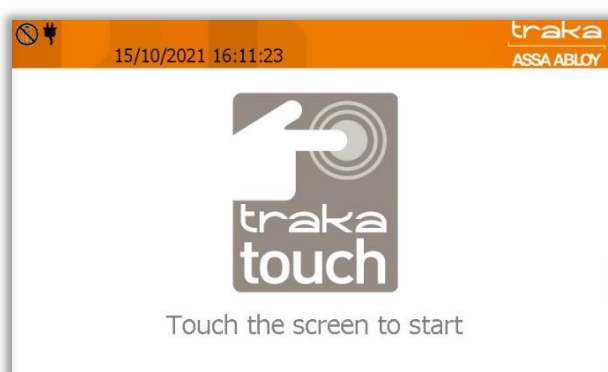 traka
15/10/2021 16:11:23
ASSA ABLOY
traka
touch
Touch the screen to start